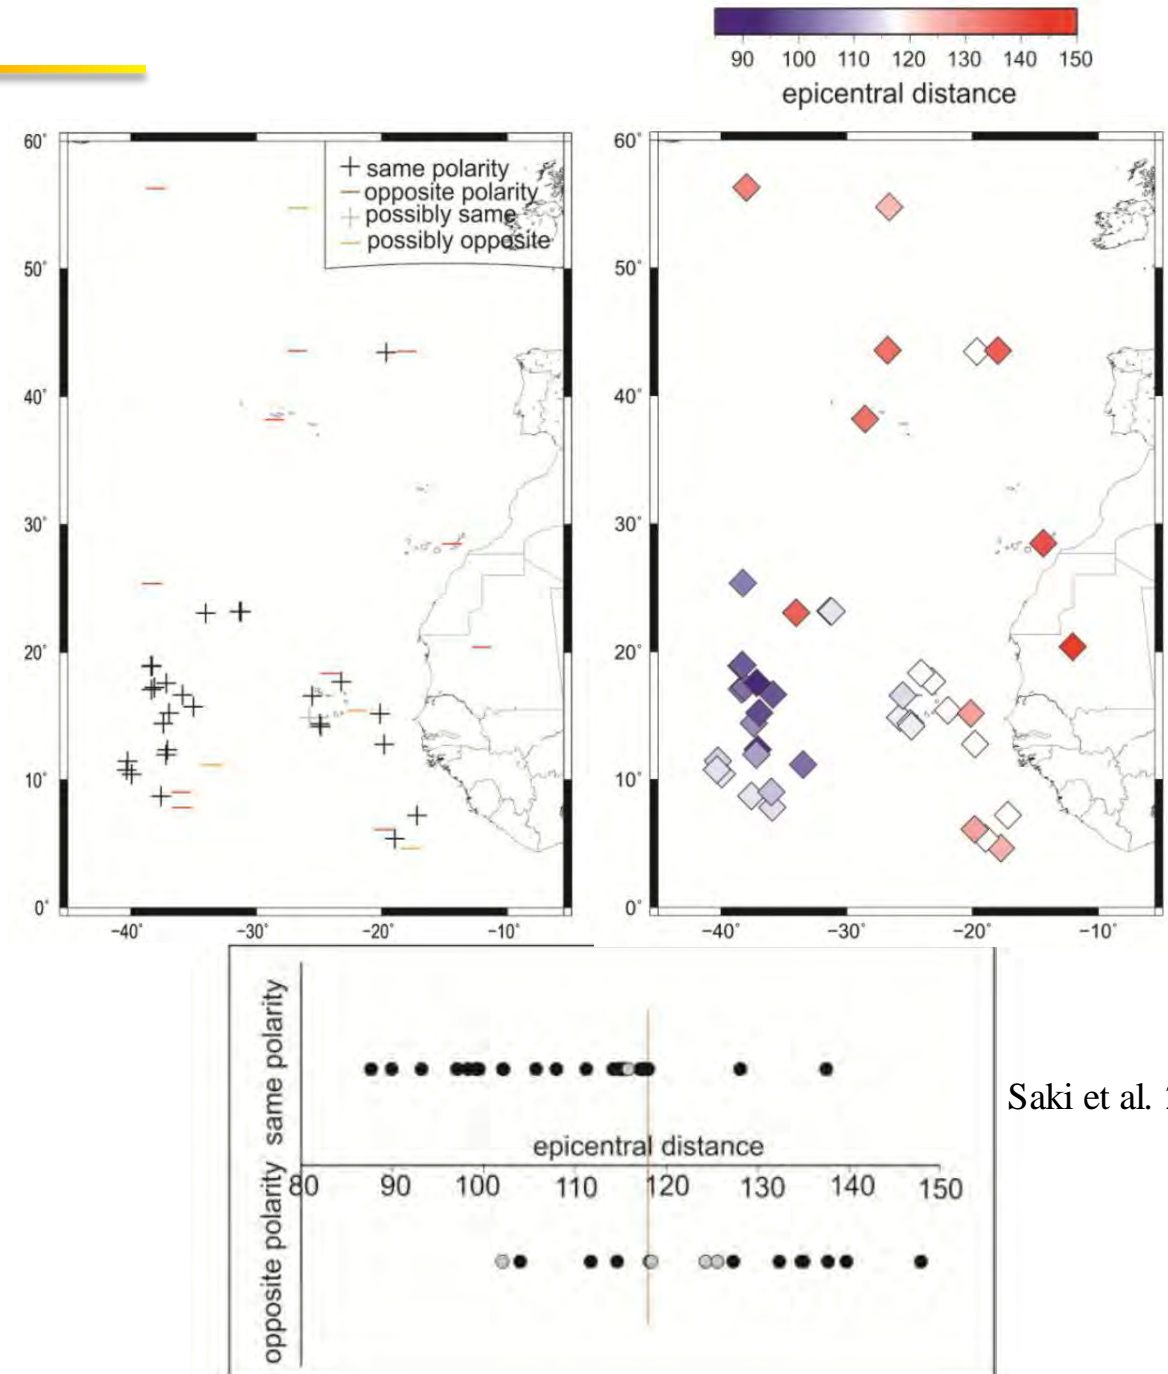 90 100 110 120 130 140 150
epicentral distance
60° 50° 40° 30° 20° 10° 0°
−40° −30° −20° −10°
same polarity
opposite polarity
possibly same
possibly opposite
60° 50° 40° 30° 20° 10° 0°
−40° −30° −20° −10°
same polarity
epicentral distance
80 90 100 110 120 130 140 150
opposite polarity
Saki et al.